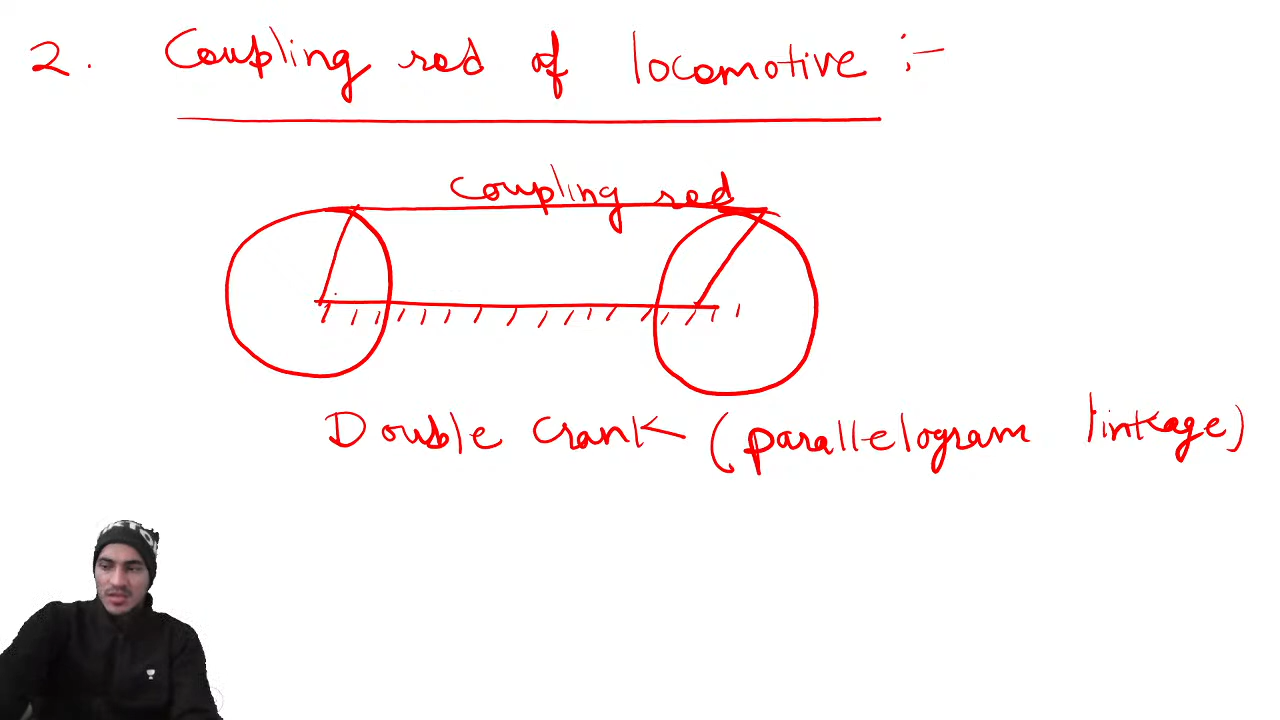 2. Coupling rod of locomotive :-
coupling rod
Double crank (parallelogram linkage)